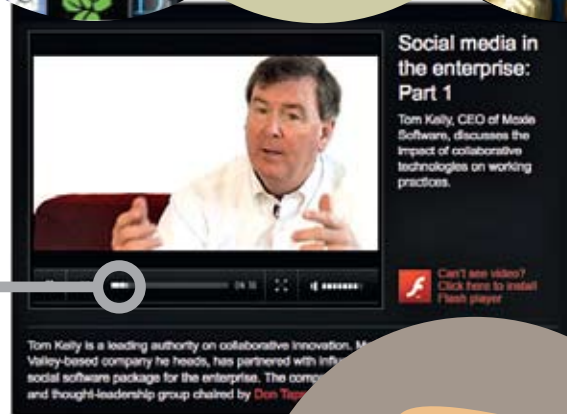 D
Social media in
the enterprise:
Part 1
Tom Kelly, CEO of Moxie
Software, discusses the
impact of collaborative
technologies on working
practices.
Can't see video?
Click here to install
Flash player
Tom Kelly is a leading authority on collaborative innovation. M
Valley-based company he heads, has partnered with influ
social software package for the enterprise. The comp
and thought-leadership group chaired by Don Tap